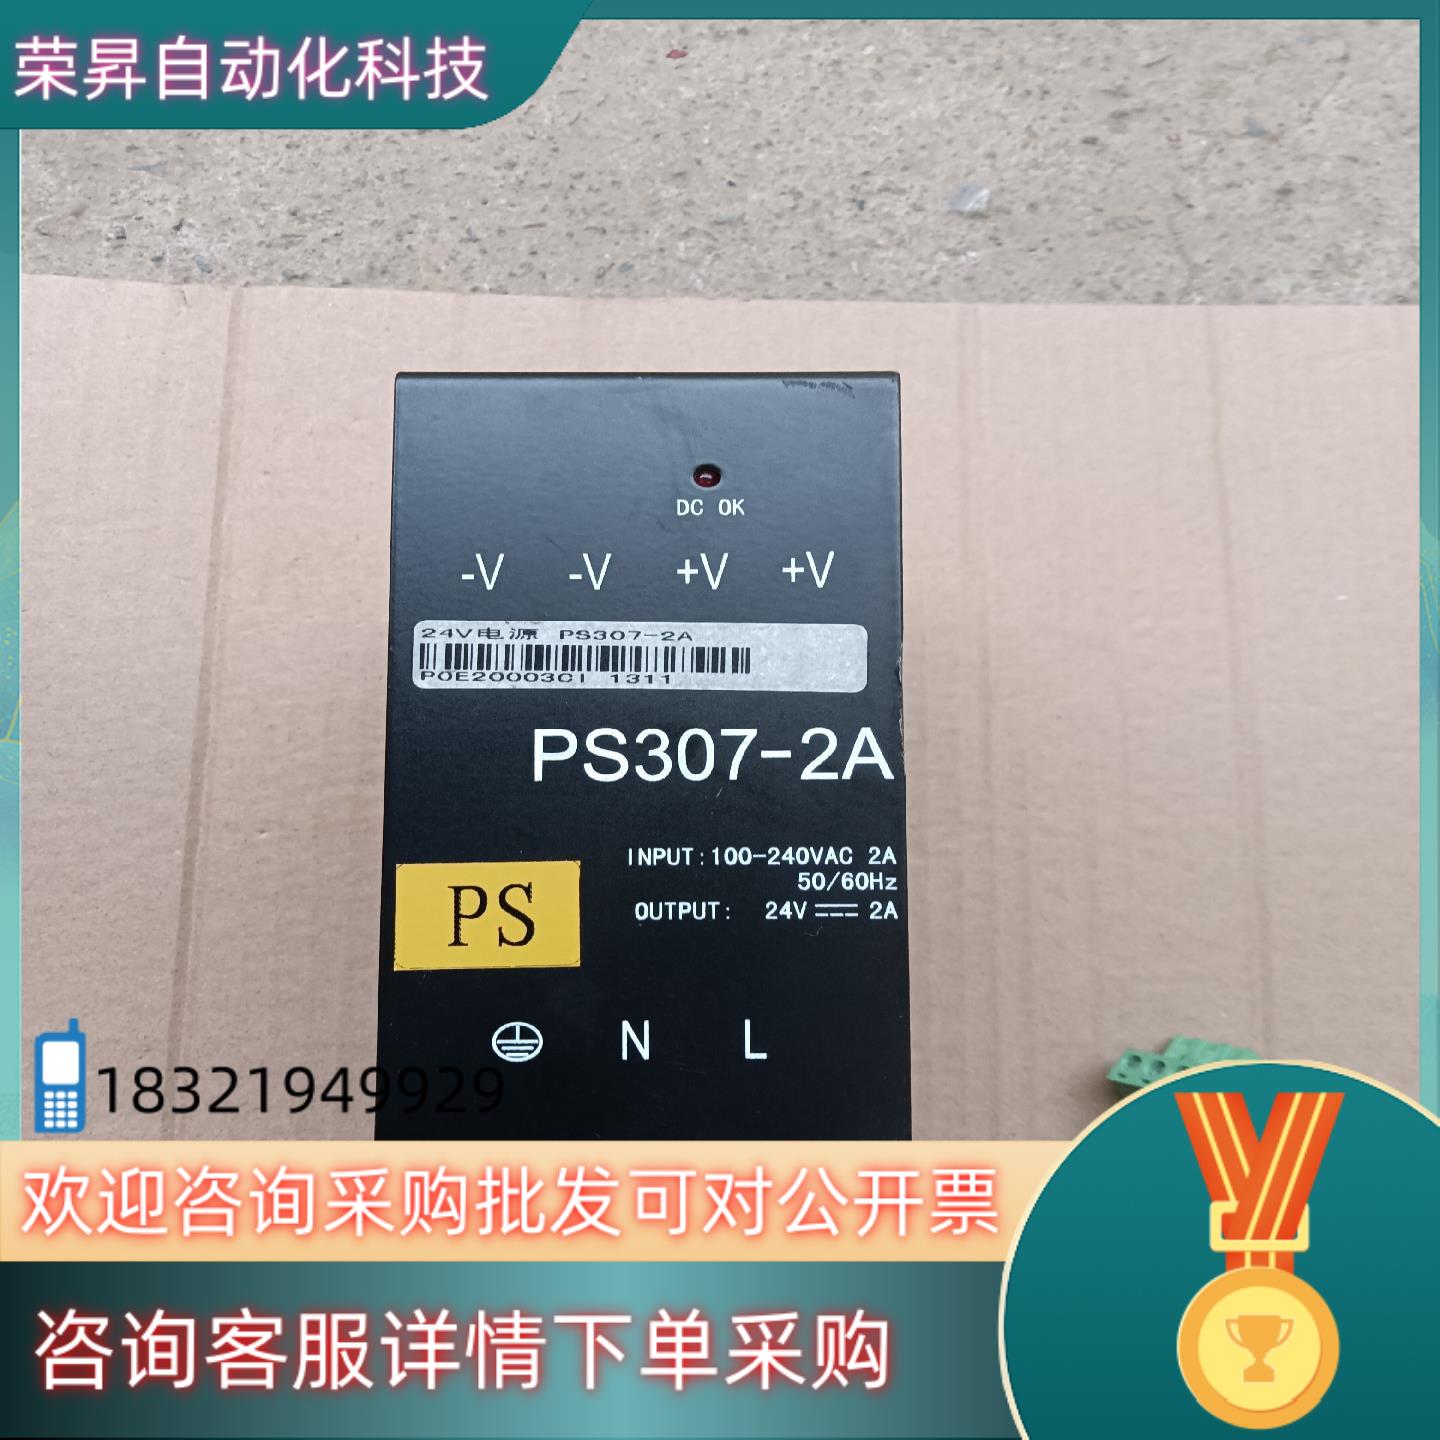 荣昇自动化科技
DC OK
-V -V +V +V
24V电源 PS307-2A
P0E20003CI 1311
PS307-2A
INPUT:100-240VAC 2A
50/60Hz
OUTPUT: 24V 2A
PS
N L
18321949929
欢迎咨询采购批发可对公开票
咨询客服详情下单采购